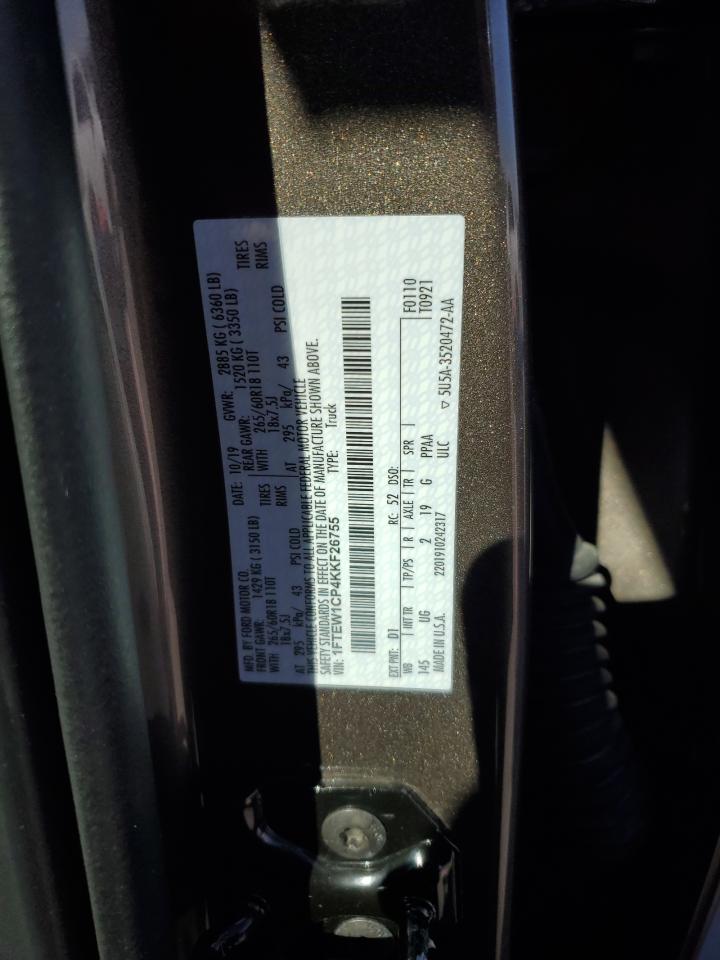 MFD. BY FORD MOTOR CO. DATE: 10/19 GVWR: 2885 KG ( 6360 LB)
FRONT GAWR: 1429 KG ( 3150 LB) REAR GAWR: 1520 KG ( 3350 LB)
WITH 265/60R18 110T TIRES WITH 265/60R18 110T TIRES
18x7.5J RIMS 18x7.5J RIMS
AT 295 kPa/ 43 PSI COLD AT 295 kPa/ 43 PSI COLD
THIS VEHICLE CONFORMS TO ALL APPLICABLE FEDERAL MOTOR VEHICLE
SAFETY STANDARDS IN EFFECT ON THE DATE OF MANUFACTURE SHOWN ABOVE.
VIN: 1FTEW1CP4KKF26755 TYPE: Truck
EXT PNT: D1 RC: 52 DSO: F0110
WB INT TR TP/PS R AXLE TR SPR T0921
145 UG 2 19 G PPAA
MADE IN U.S.A. 2201910242317 ULC ▽ 5U5A-3520472-AA